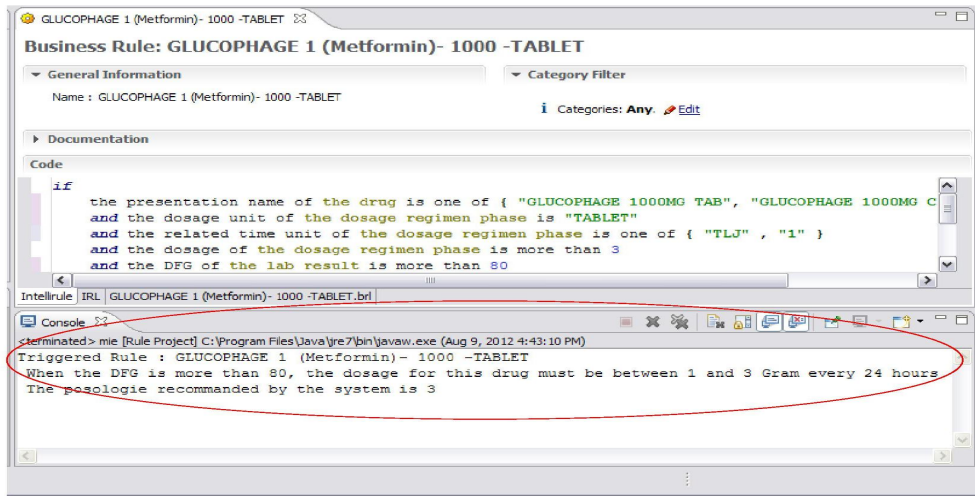 GLUCOPHAGE 1 (Metformin)- 1000 -TABLET
Business Rule: GLUCOPHAGE 1 (Metformin)- 1000 -TABLET
General Information
Category Filter
Name : GLUCOPHAGE 1 (Metformin)- 1000 -TABLET
i Categories: Any. Edit
Documentation
Code
if
the presentation name of the drug is one of { "GLUCOPHAGE 1000MG TAB", "GLUCOPHAGE 1000MG C
and the dosage unit of the dosage regimen phase is "TABLET"
and the related time unit of the dosage regimen phase is one of { "TLJ" , "1" }
and the dosage of the dosage regimen phase is more than 3
and the DFG of the lab result is more than 80
Intellirule IRL GLUCOPHAGE 1 (Metformin)- 1000 -TABLET.brl
Console
<terminated> mie [Rule Project] C:\Program Files\Java\jre7\bin\javaw.exe (Aug 9, 2012 4:43:10 PM)
Triggered Rule : GLUCOPHAGE 1 (Metformin)- 1000 -TABLET
When the DFG is more than 80, the dosage for this drug must be between 1 and 3 Gram every 24 hours
The posologie recommanded by the system is 3